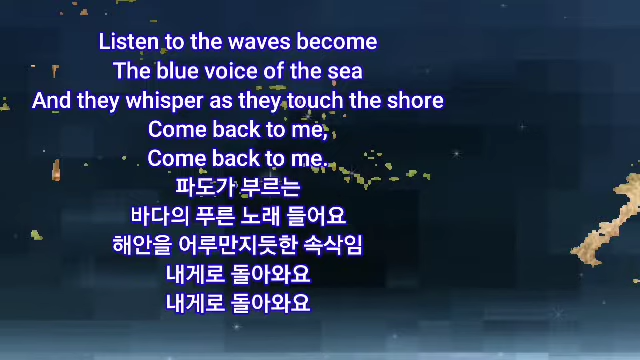 Listen to the waves become
The blue voice of the sea
And they whisper as they touch the shore
Come back to me,
Come back to me.
파도가 부르는
바다의 푸른 노래 들어요
해안을 어루만지듯한 속삭임
내게로 돌아와요
내게로 돌아와요